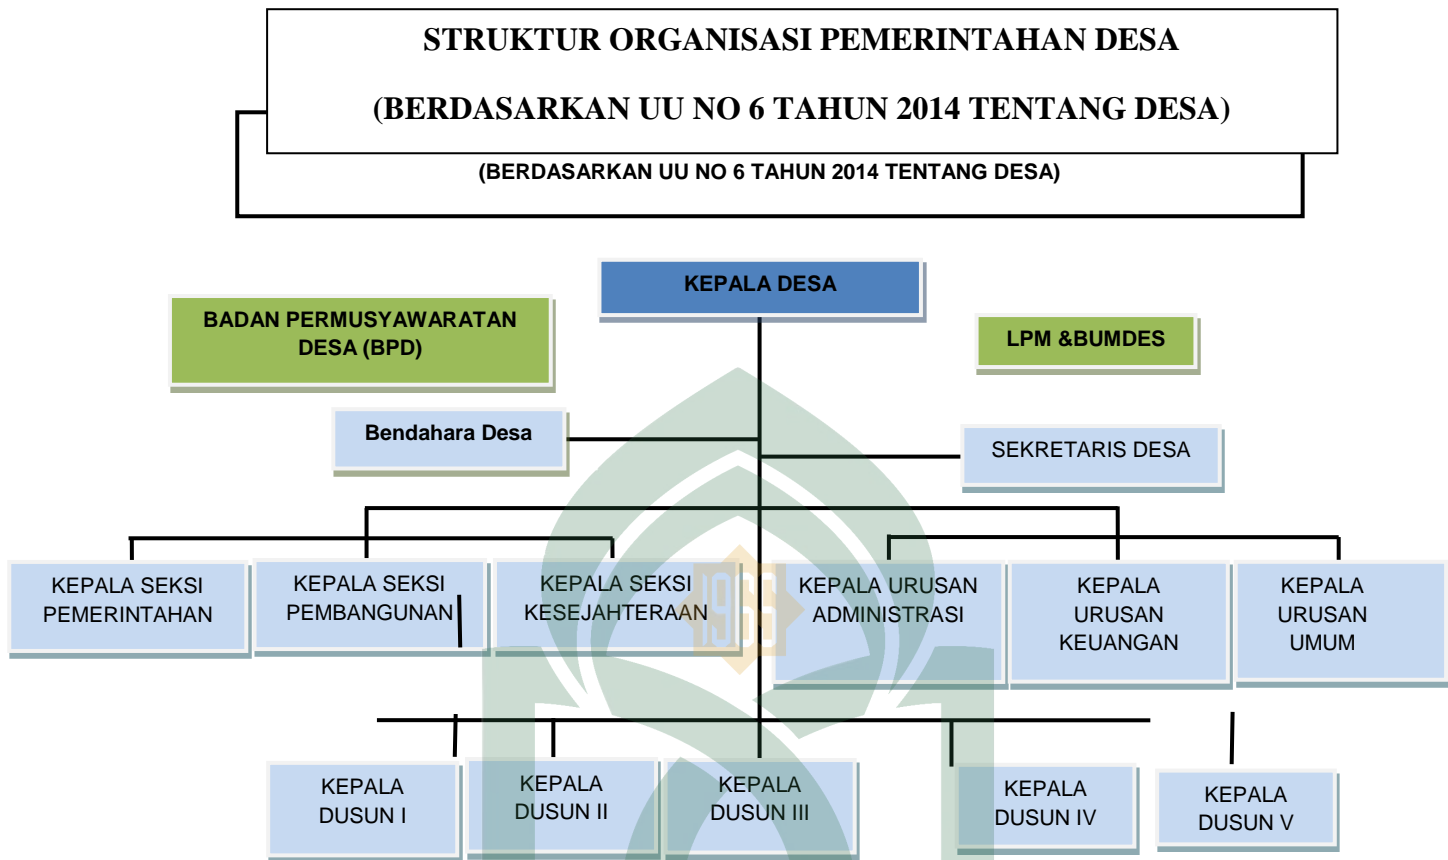 STRUKTUR ORGANISASI PEMERINTAHAN DESA
(BERDASARKAN UU NO 6 TAHUN 2014 TENTANG DESA)
(BERDASARKAN UU NO 6 TAHUN 2014 TENTANG DESA)
KEPALA DESA
BADAN PERMUSYAWARATAN
DESA (BPD)
LPM &BUMDES
Bendahara Desa
SEKRETARIS DESA
KEPALA SEKSI
PEMERINTAHAN
KEPALA SEKSI
PEMBANGUNAN
KEPALA SEKSI
KESEJAHTERAAN
KEPALA URUSAN
ADMINISTRASI
KEPALA
URUSAN
KEUANGAN
KEPALA
URUSAN
UMUM
1965
KEPALA
DUSUN I
KEPALA
DUSUN II
KEPALA
DUSUN III
KEPALA
DUSUN IV
KEPALA
DUSUN V